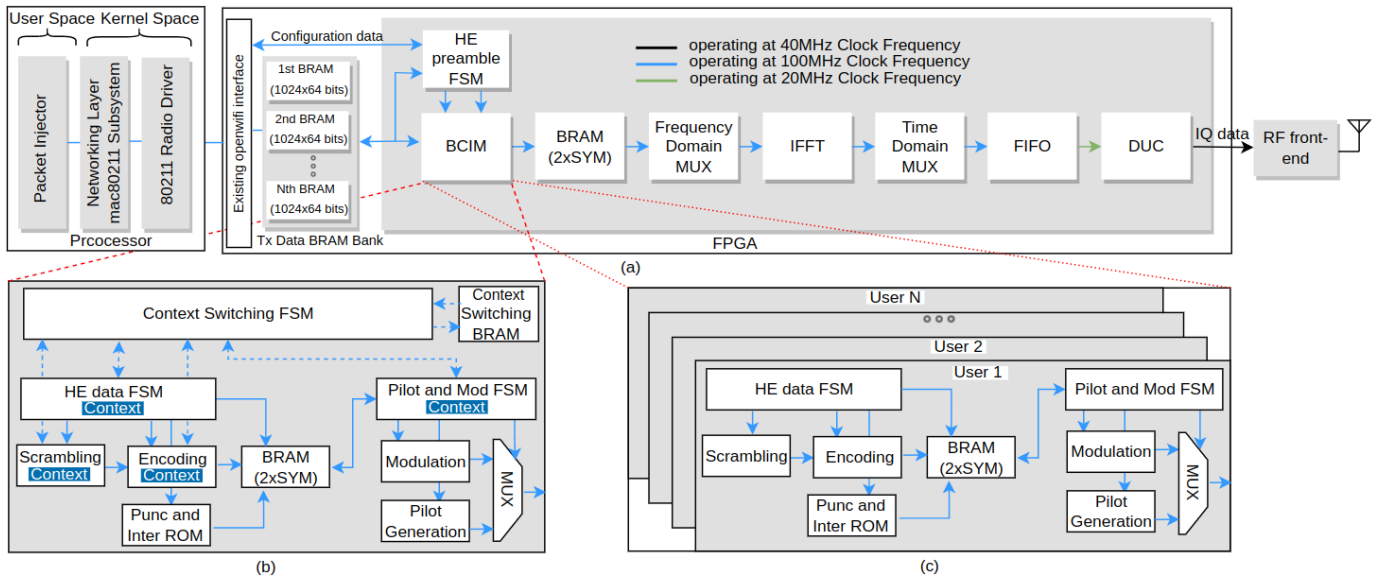 User Space
Kernel Space
Packet Injector
Networking Layer
mac80211 Subsystem
80211 Radio Driver
Prcocessor
Existing openwifi interface
Configuration data
1st BRAM
(1024x64 bits)
2nd BRAM
(1024x64 bits)
Nth BRAM
(1024x64 bits)
Tx Data BRAM Bank
HE
preamble
FSM
operating at 40MHz Clock Frequency
operating at 100MHz Clock Frequency
operating at 20MHz Clock Frequency
BCIM
BRAM
(2xSYM)
Frequency
Domain
MUX
IFFT
Time
Domain
MUX
FIFO
DUC
IQ data
RF front-
end
FPGA
(a)
Context Switching FSM
Context
Switching
BRAM
HE data FSM
Context
Pilot and Mod FSM
Context
Scrambling
Context
Encoding
Context
BRAM
(2xSYM)
Modulation
MUX
Punc and
Inter ROM
Pilot
Generation
(b)
User N
User 2
User 1
HE data FSM
Pilot and Mod FSM
Scrambling
Encoding
BRAM
(2xSYM)
Modulation
MUX
Punc and
Inter ROM
Pilot
Generation
(c)